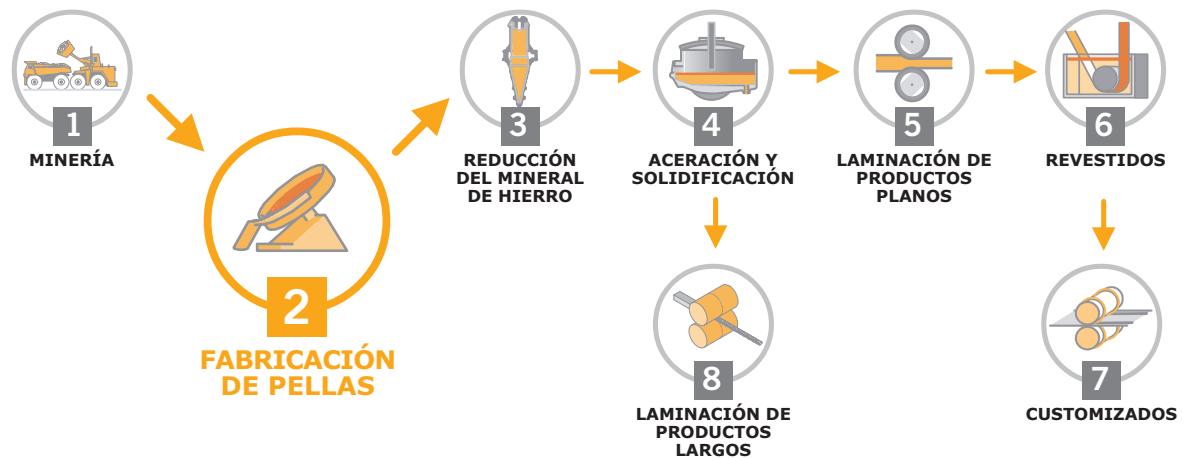 1
MINERÍA
2
FABRICACIÓN
DE PELLAS
3
REDUCCIÓN
DEL MINERAL
DE HIERRO
4
ACERACIÓN Y
SOLIDIFICACIÓN
5
LAMINACIÓN DE
PRODUCTOS
PLANOS
6
REVESTIDOS
7
CUSTOMIZADOS
8
LAMINACIÓN DE
PRODUCTOS
LARGOS